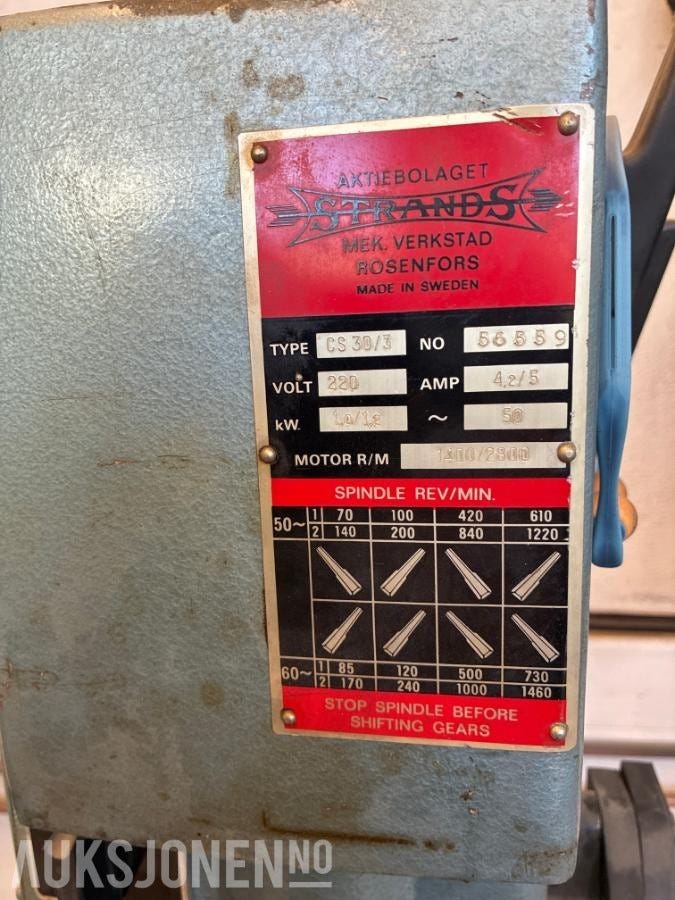 AKTIEBOLAGET
STRANDS
MEK. VERKSTAD
ROSENFORS
MADE IN SWEDEN
TYPE CS 30/3 NO 56559
VOLT 220 AMP 4,2/5
kW. 1,0/1,2 ~ 50
MOTOR R/M 1400/2800
SPINDLE REV/MIN.
50~ 1 70 100 420 610
2 140 200 840 1220
60~ 1 85 120 500 730
2 170 240 1000 1460
STOP SPINDLE BEFORE
SHIFTING GEARS
AUKSJONEN NO